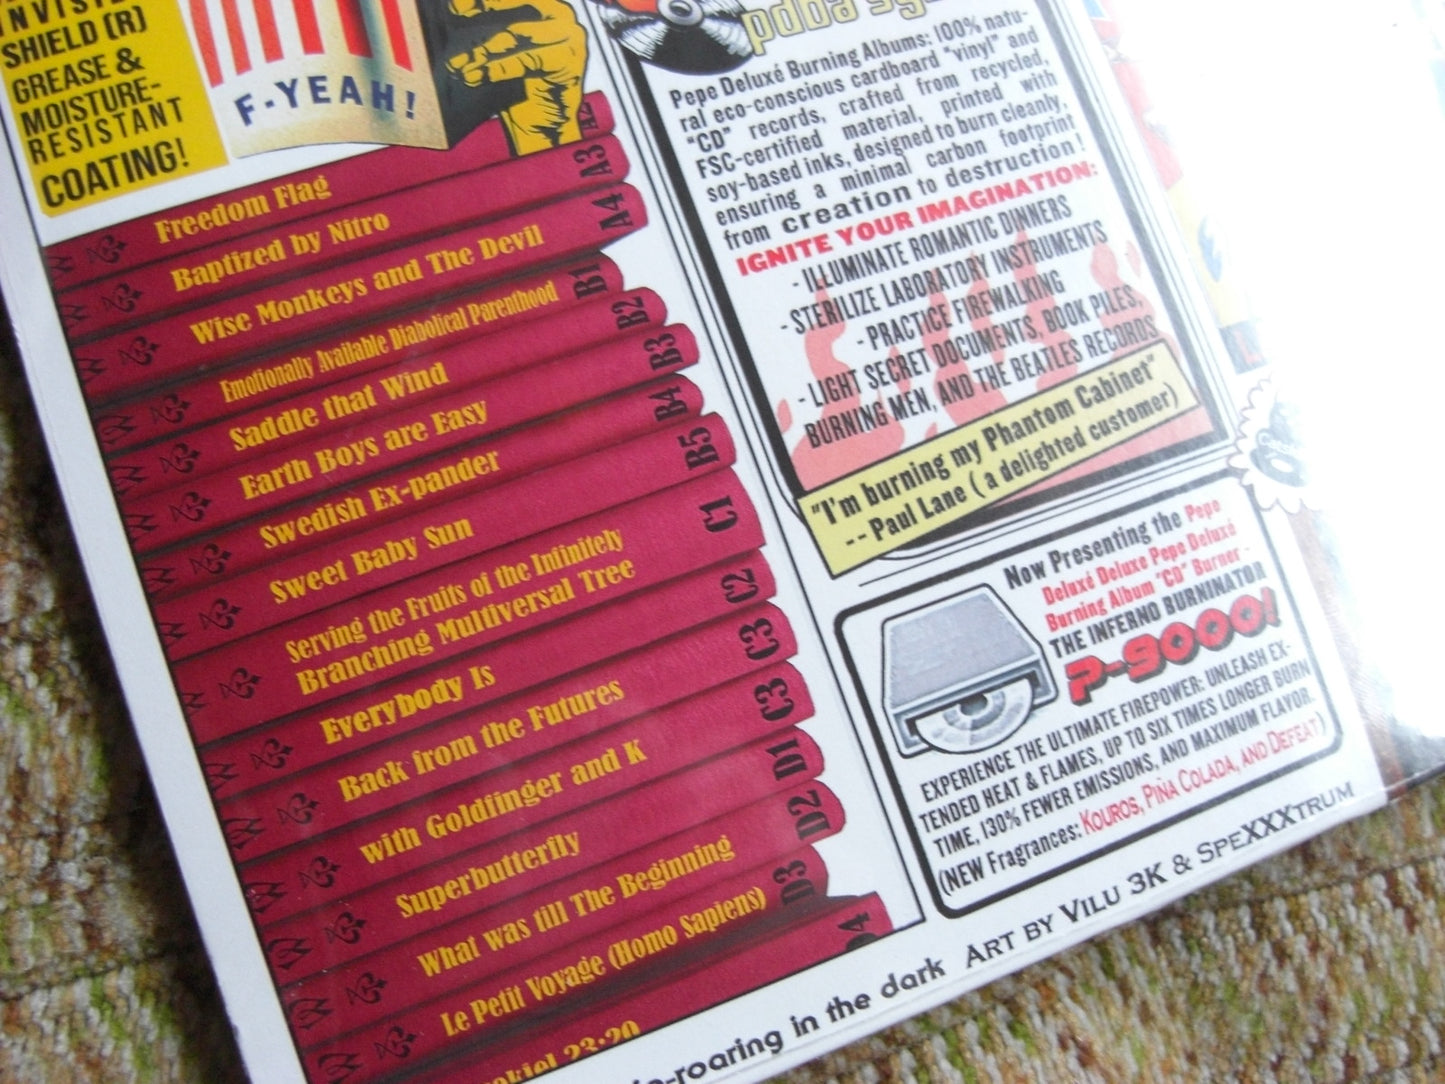 SHIELD (R)
GREASE &
MOISTURE-
RESISTANT
COATING!
F-YEAH!
A2
Freedom Flag A3
Baptized by Nitro A4
Wise Monkeys and The Devil
Emotionally Available Diabolical Parenthood B1
Saddle that Wind B2
Earth Boys are Easy B3
Swedish Ex-pander B4
Sweet Baby Sun B5
Serving the Fruits of the Infinitely
Branching Multiversal Tree C1
Everybody Is C2
Back from the Futures C3
with Goldfinger and K C3
Superbutterfly D1
What was till The Beginning D2
Le Petit Voyage (Homo Sapiens) D3
23:20 D4
Pepe Deluxé Burning Albums: 100% natu-
ral eco-conscious cardboard "vinyl" and
"CD" records, crafted from recycled,
FSC-certified material, printed with
soy-based inks, designed to burn cleanly,
ensuring a minimal carbon footprint
from creation to destruction!
IGNITE YOUR IMAGINATION:
- ILLUMINATE ROMANTIC DINNERS
- STERILIZE LABORATORY INSTRUMENTS
- PRACTICE FIREWALKING
- LIGHT SECRET DOCUMENTS, BOOK PILES,
BURNING MEN, AND THE BEATLES RECORDS
"I'm burning my Phantom Cabinet"
-- Paul Lane (a delighted customer)
Now Presenting the Pepe
Deluxé Deluxe Pepe Deluxé
Burning Album "CD" Burner -
THE INFERNO BURNINATOR
P-9000!
EXPERIENCE THE ULTIMATE FIREPOWER: UNLEASH EX-
TENDED HEAT & FLAMES, UP TO SIX TIMES LONGER BURN
TIME, 130% FEWER EMISSIONS, AND MAXIMUM FLAVOR.
(NEW Fragrances: KOUROS, PIÑA COLADA, AND DEFEAT)
-roaring in the dark ART BY VILU 3K & SPEXXXTRUM